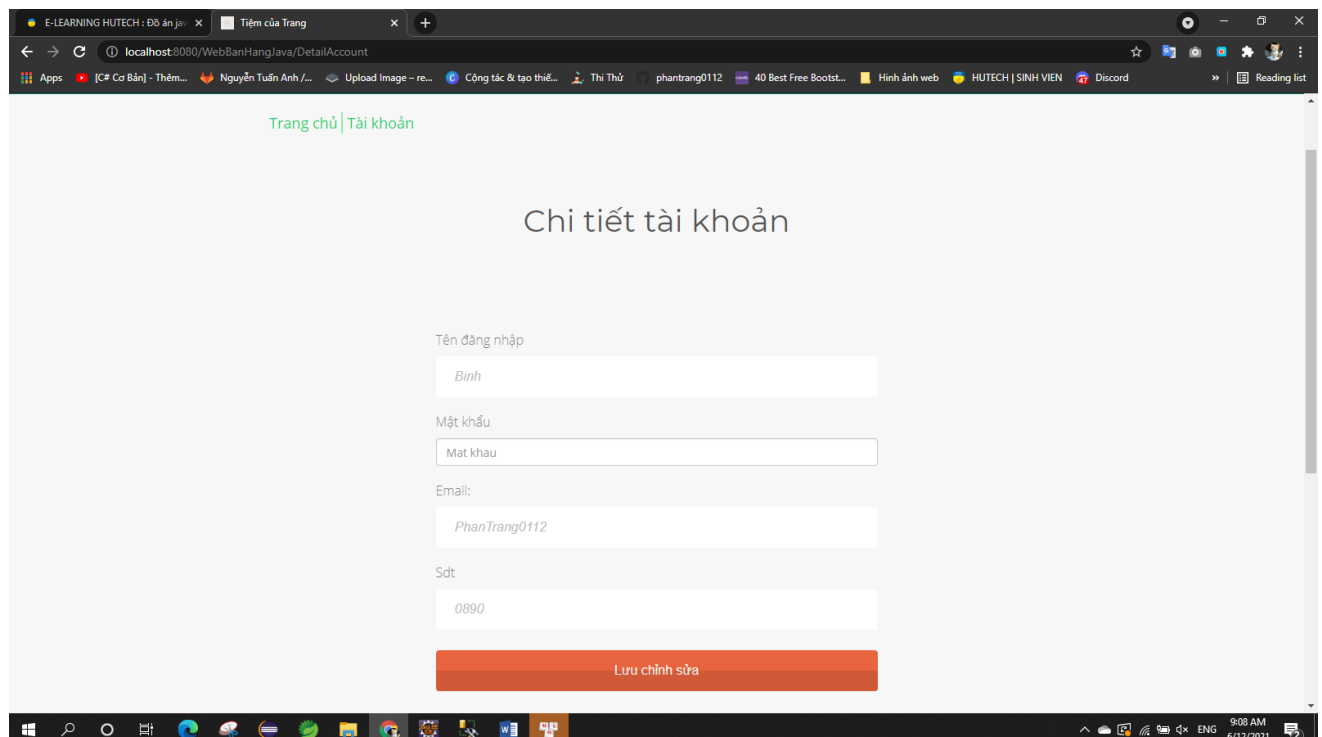 E-LEARNING HUTECH : Đồ án jav
Tiệm của Trang
localhost:8080/WebBanHangJava/DetailAccount
Apps
[C# Cơ Bản] - Thêm...
Nguyễn Tuấn Anh /...
Upload Image – re...
Cộng tác & tạo thiế...
Thi Thử
phantrang0112
40 Best Free Bootst...
Hình ảnh web
HUTECH | SINH VIEN
Discord
»
Reading list
Trang chủ Tài khoản
Chi tiết tài khoản
Tên đăng nhập
Binh
Mật khẩu
Mat khau
Email:
PhanTrang0112
Sdt
0890
Lưu chỉnh sửa
ENG
9:08 AM
6/12/2021